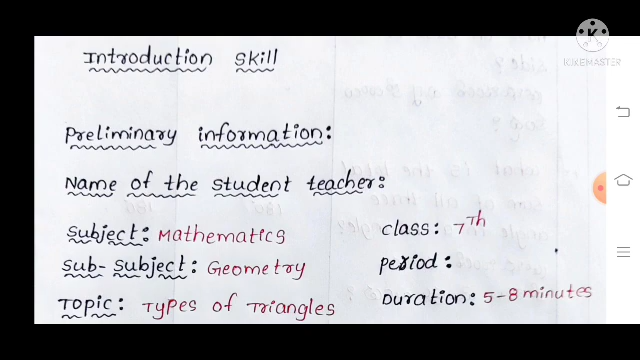 Introduction Skill
Preliminary information:
Name of the student teacher:
Subject: Mathematics
Class: 7th
Sub-Subject: Geometry
Period:
Topic: Types of Triangles
Duration: 5-8 minutes
KINEMASTER